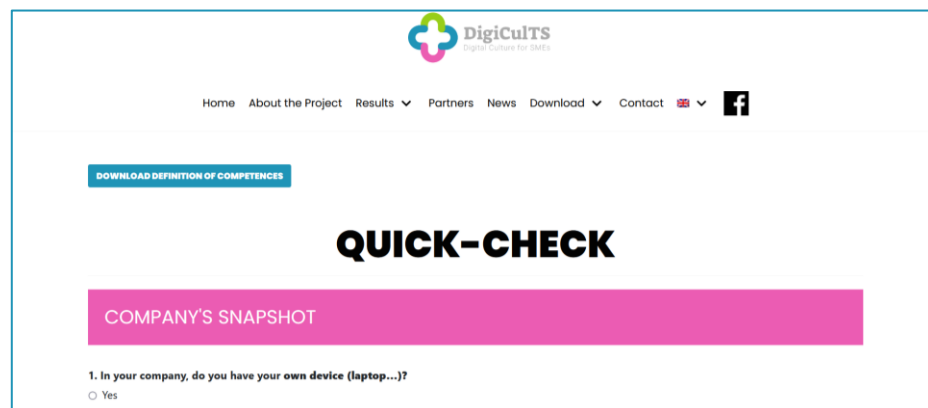 DigiCulTS
Digital Culture for SMEs
Home About the Project Results Partners News Download Contact
DOWNLOAD DEFINITION OF COMPETENCES
QUICK-CHECK
COMPANY'S SNAPSHOT
1. In your company, do you have your own device (laptop...)?
Yes